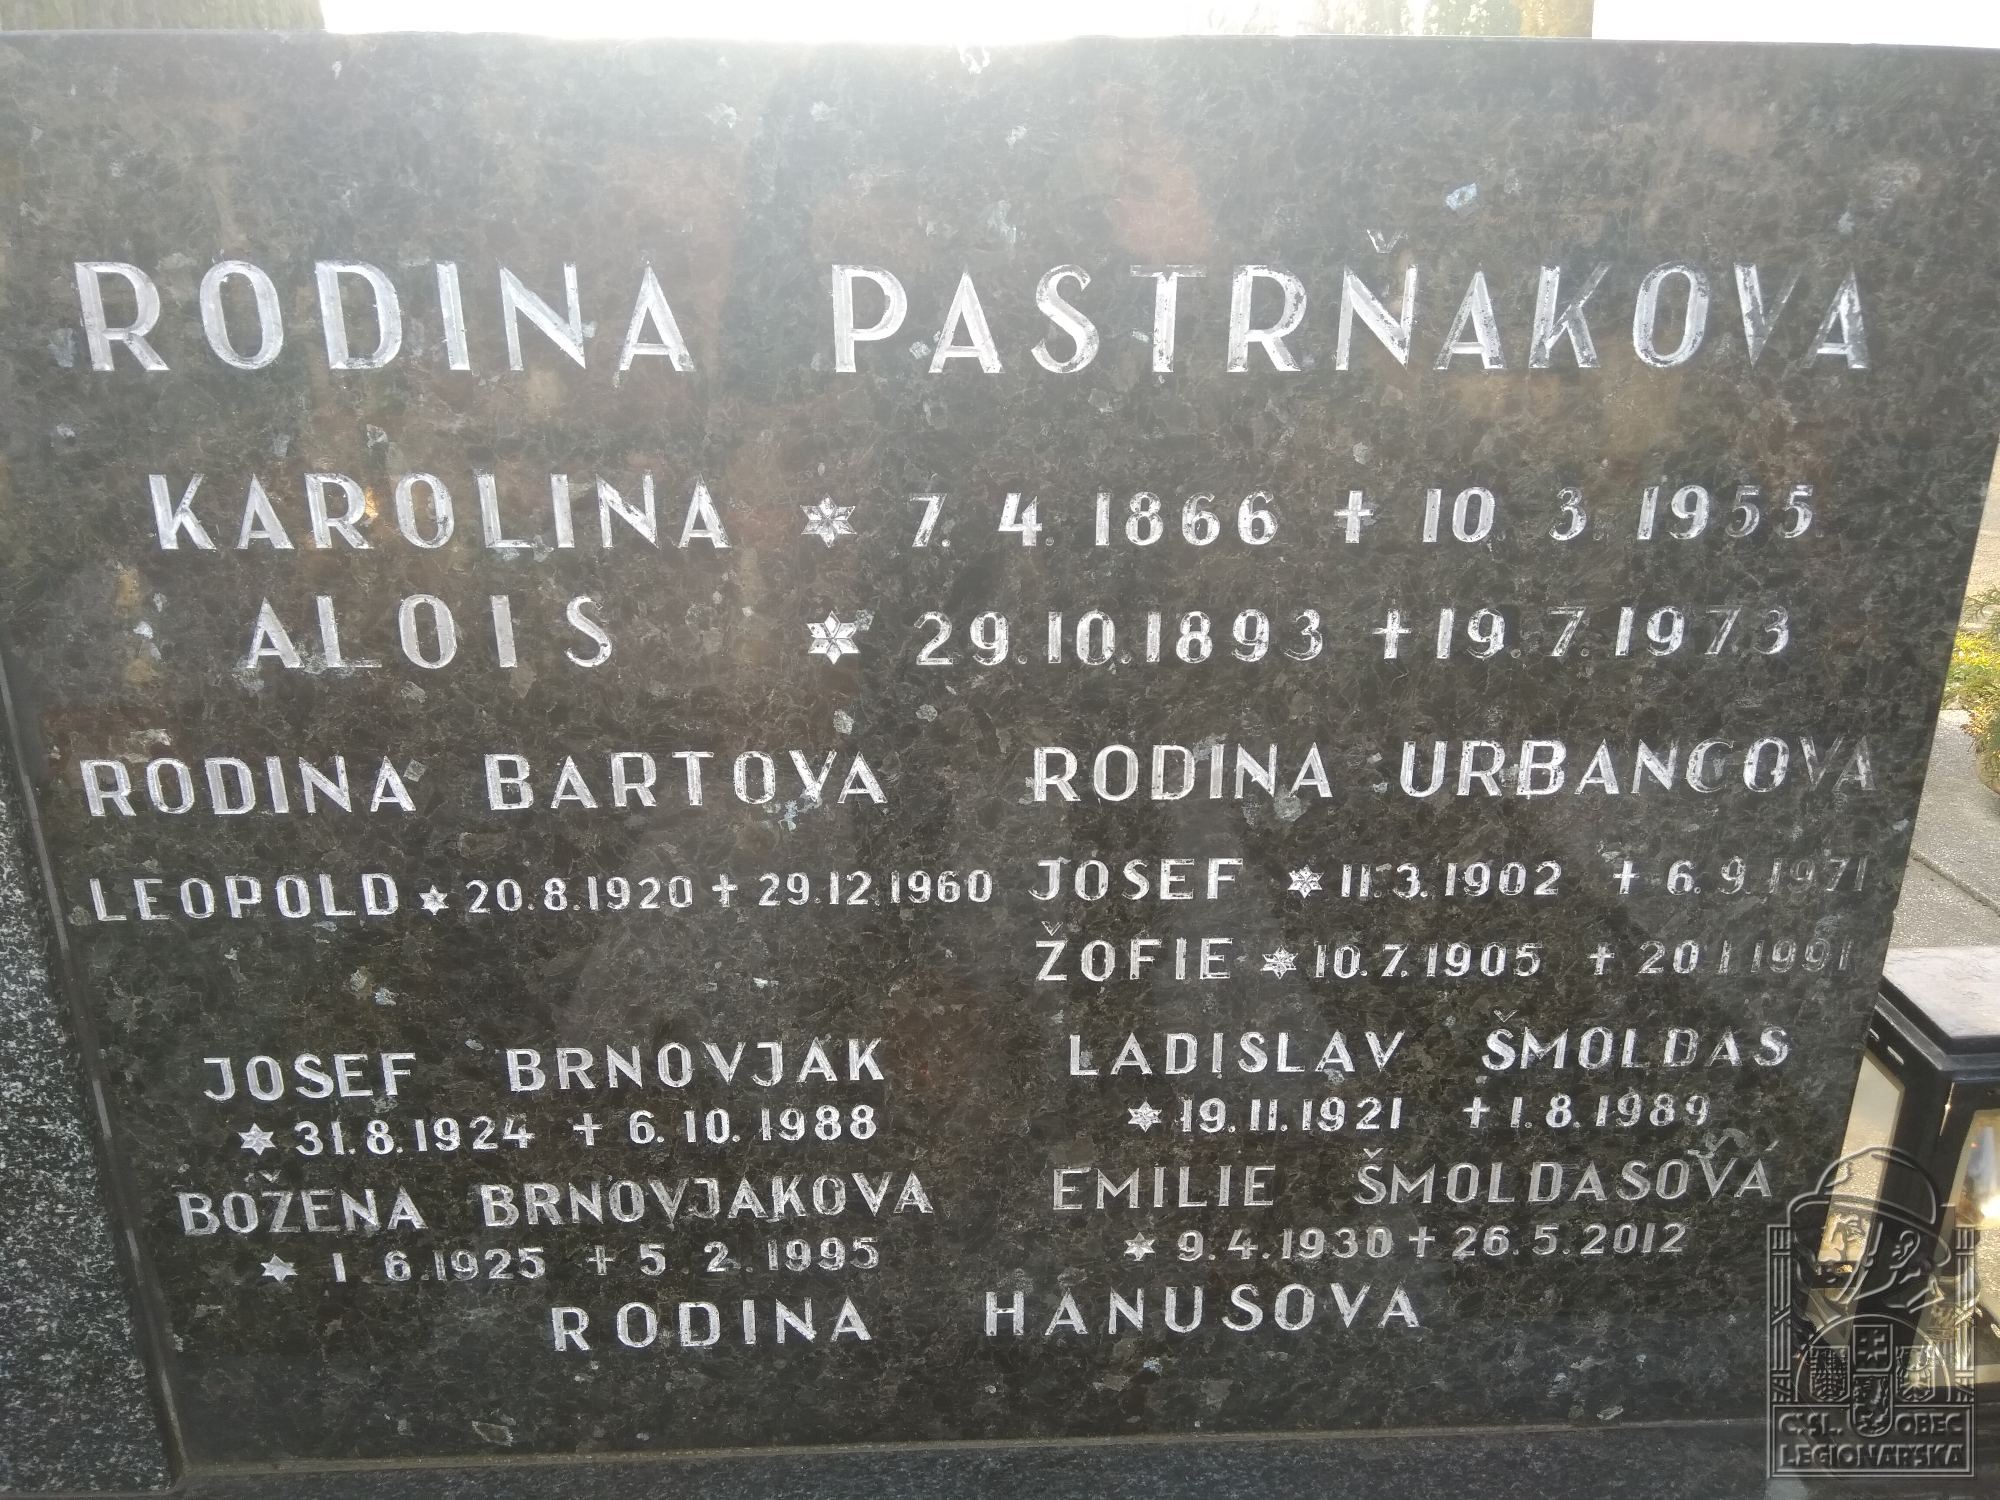 RODINA PASTRŇÁKOVA
KAROLINA * 7. 4. 1866 + 10. 3. 1955
ALOIS * 29.10.1893 + 19.7.1973
RODINA BARTOVA
LEOPOLD * 20.8.1920 + 29.12.1960
RODINA URBANCOVA
JOSEF * 11.3.1902 + 6.9.1971
ŽOFIE * 10.7.1905 + 20.1.1991
JOSEF BRNOVJAK
* 31.8.1924 + 6.10.1988
BOŽENA BRNOVJAKOVA
* 1.6.1925 + 5.2.1995
LADISLAV ŠMOLDAS
* 19.11.1921 + 1.8.1989
EMILIE ŠMOLDASOVÁ
* 9.4.1930 + 26.5.2012
RODINA HANUSOVA
ČSL. OBEC
LEGIONÁŘSKÁ